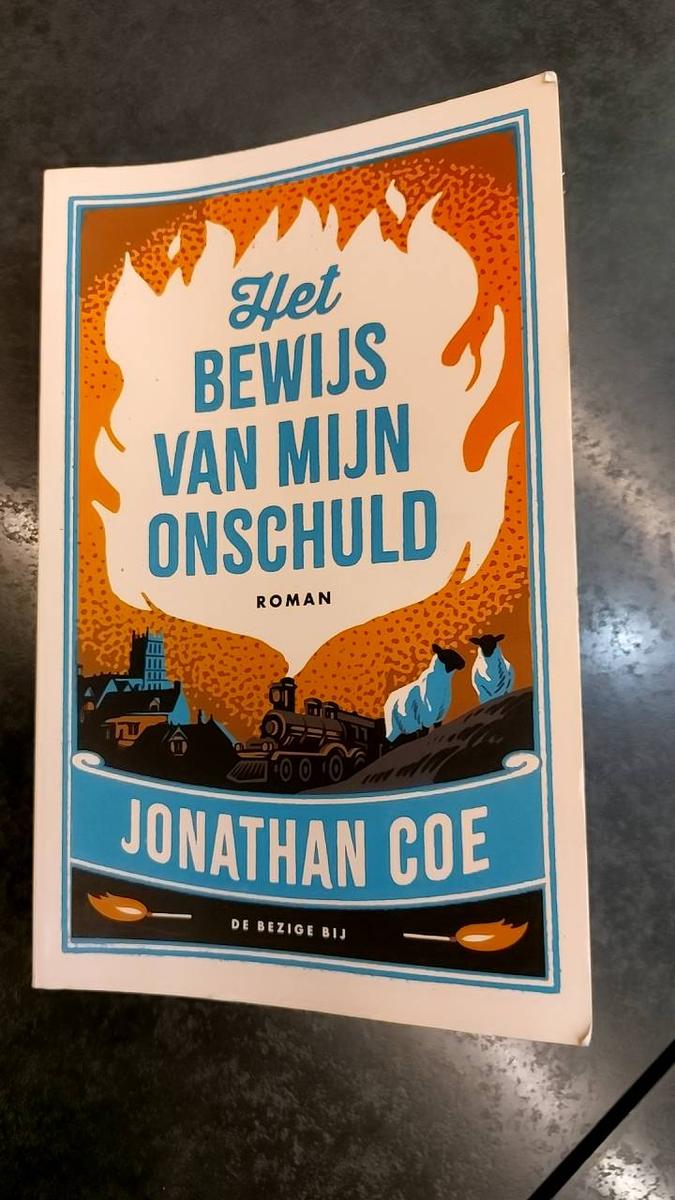 Het
BEWIJS
VAN MIJN
ONSCHULD
ROMAN
JONATHAN COE
DE BEZIGE BIJ